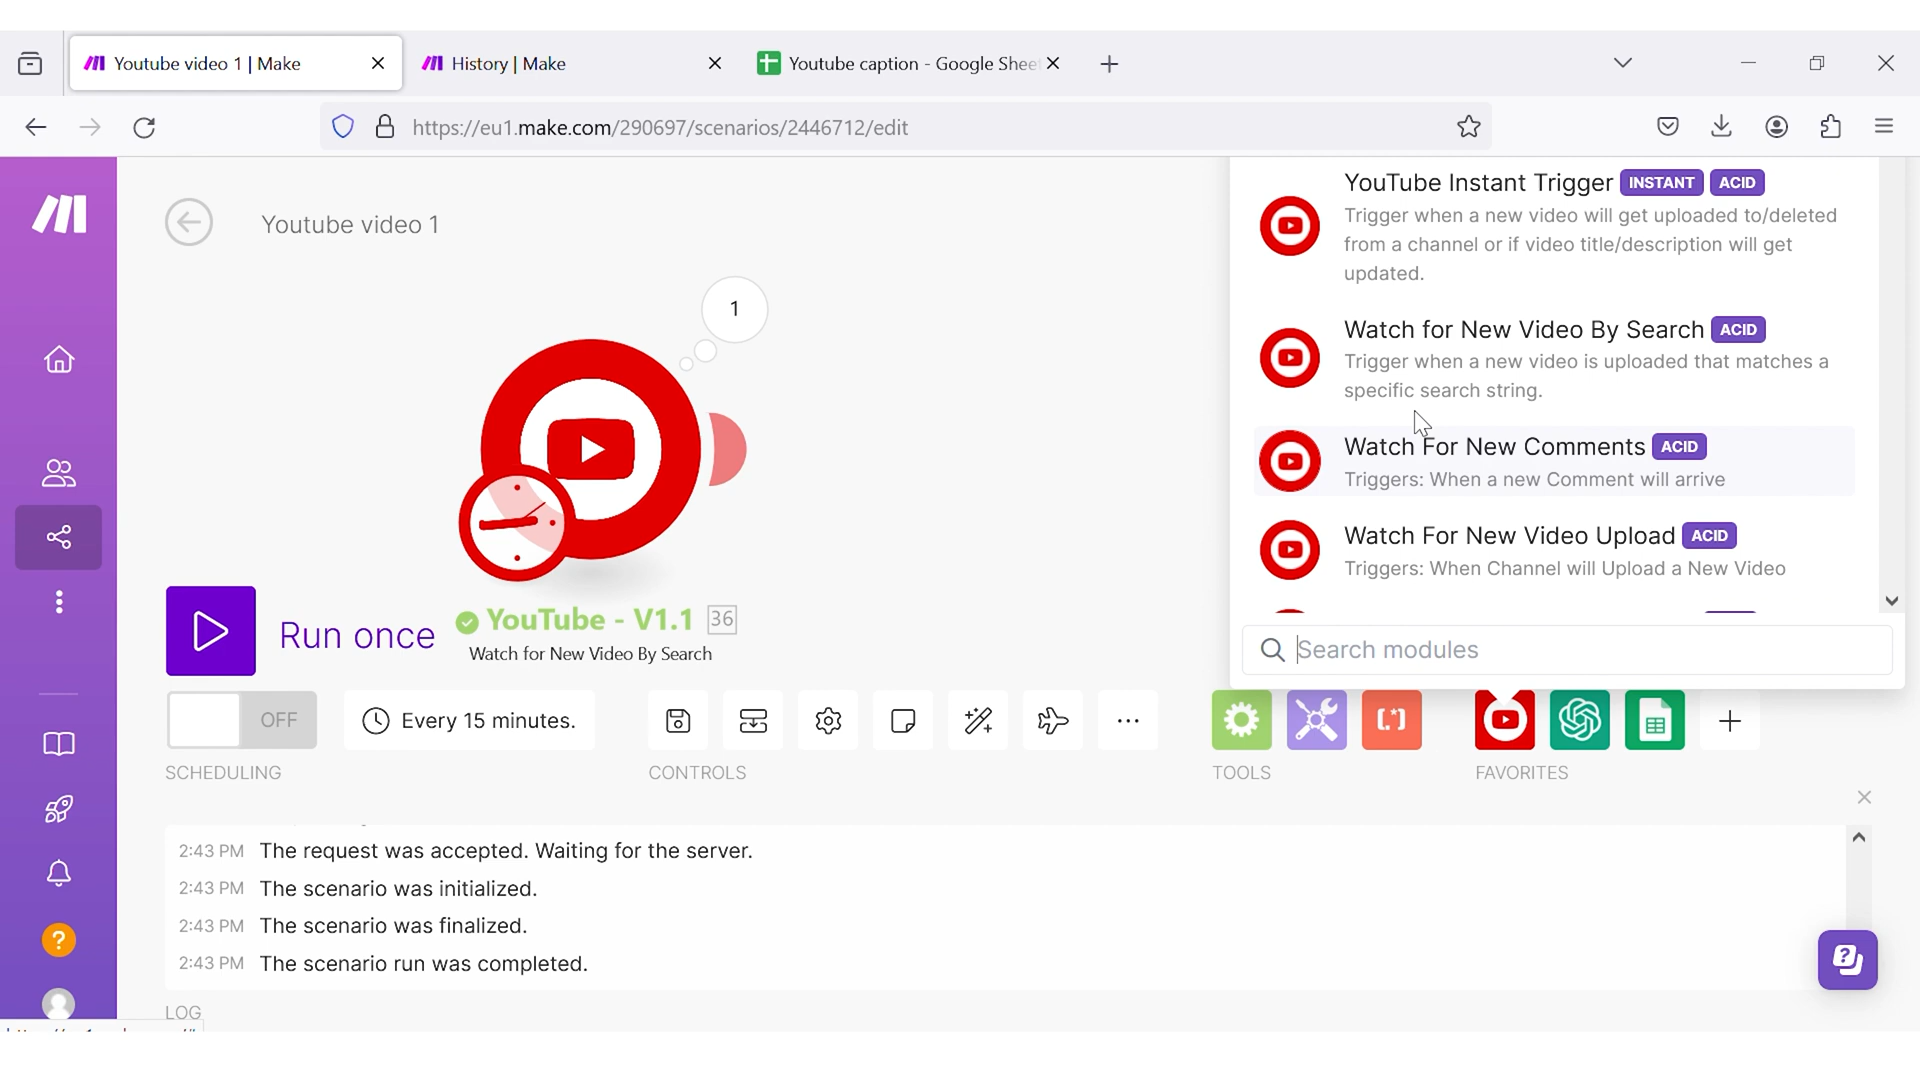 Youtube video 1 | Make
History | Make
Youtube caption - Google Shee
https://eu1.make.com/290697/scenarios/2446712/edit
Youtube video 1
1
YouTube Instant Trigger INSTANT ACID
Trigger when a new video will get uploaded to/deleted
from a channel or if video title/description will get
updated.
Watch for New Video By Search ACID
Trigger when a new video is uploaded that matches a
specific search string.
Watch For New Comments ACID
Triggers: When a new Comment will arrive
Watch For New Video Upload ACID
Triggers: When Channel will Upload a New Video
Search modules
Run once
YouTube - V1.1 36
Watch for New Video By Search
OFF
Every 15 minutes.
SCHEDULING
CONTROLS
TOOLS
FAVORITES
2:43 PM The request was accepted. Waiting for the server.
2:43 PM The scenario was initialized.
2:43 PM The scenario was finalized.
2:43 PM The scenario run was completed.
LOG